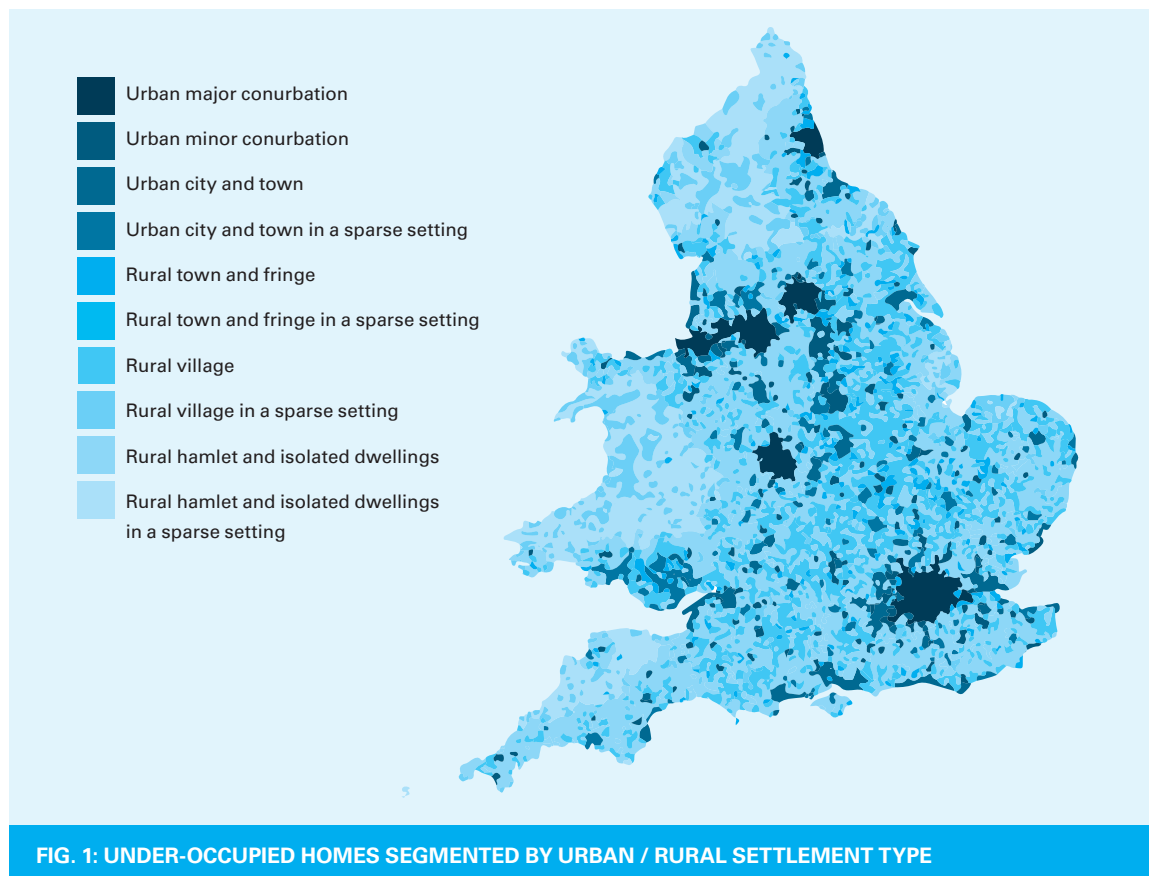 Urban major conurbation
Urban minor conurbation
Urban city and town
Urban city and town in a sparse setting
Rural town and fringe
Rural town and fringe in a sparse setting
Rural village
Rural village in a sparse setting
Rural hamlet and isolated dwellings
Rural hamlet and isolated dwellings
in a sparse setting
FIG. 1: UNDER-OCCUPIED HOMES SEGMENTED BY URBAN / RURAL SETTLEMENT TYPE